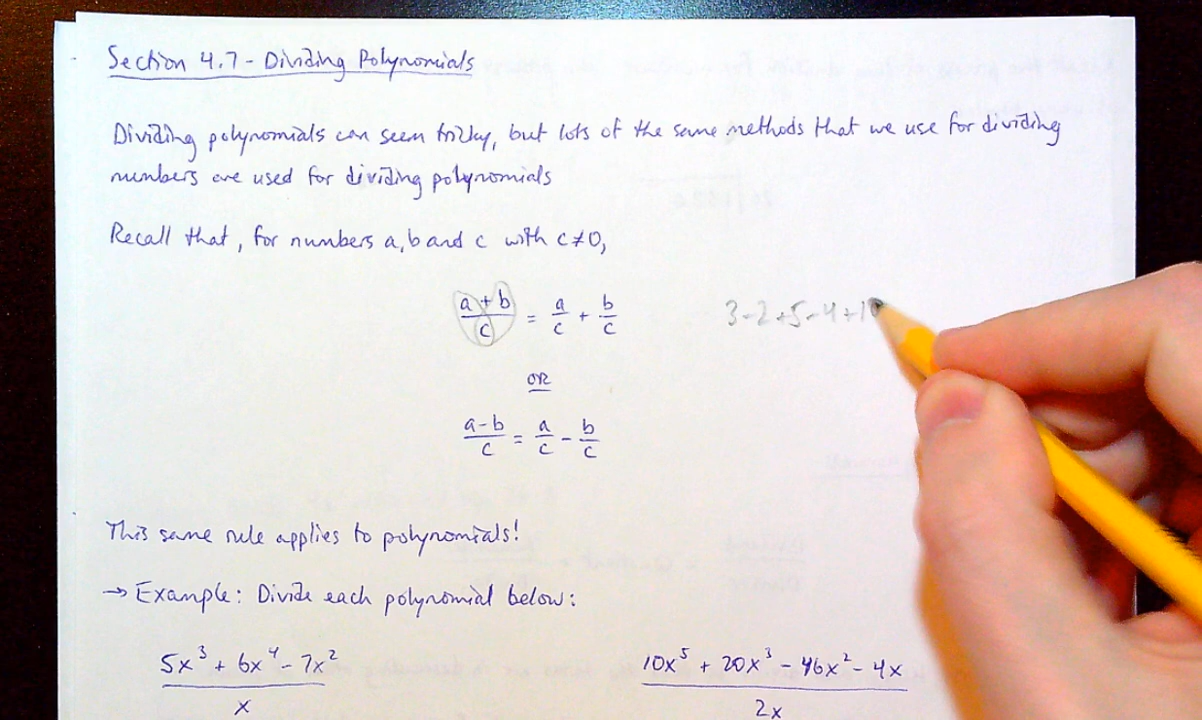 Section 4.7 - Dividing Polynomials
Dividing polynomials can seem tricky, but lots of the same methods that we use for dividing
numbers are used for dividing polynomials
Recall that, for numbers a, b and c with c≠0,
(a + b)/c = a/c + b/c
3-2+5-4+1
OR
(a-b)/c = a/c - b/c
This same rule applies to polynomials!
→ Example: Divide each polynomial below:
(5x³ + 6x⁴ - 7x²)/x
(10x⁵ + 20x³ - 46x² - 4x)/2x